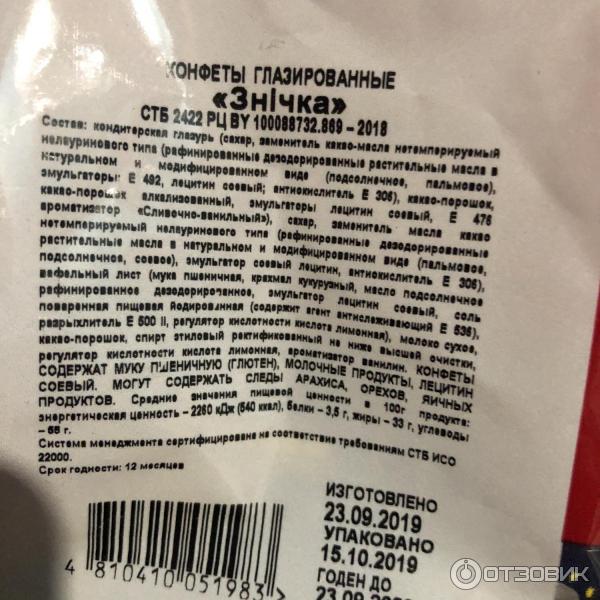 КОНФЕТЫ ГЛАЗИРОВАННЫЕ
«Знiчка»
СТБ 2422 РЦ BY 100088732.869 – 2018
Состав: кондитерская глазурь (сахар, заменитель какао-масла нетемперируемый
нелауринового типа (рафинированные дезодорированные растительные масла в
натуральном и модифицированном виде (подсолнечное, пальмовое),
эмульгаторы: Е 492, лецитин соевый; антиокислитель Е 306), какао-порошок,
какао-порошок алкализованный, эмульгаторы лецитин соевый, Е 476
ароматизатор «Сливочно-ванильный»), сахар, заменитель масла какао
нетемперируемый нелауринового типа (рафинированные дезодорированные
растительные масла в натуральном и модифицированном виде (пальмовое,
подсолнечное, соевое), эмульгатор соевый лецитин, антиокислитель Е 306),
вафельный лист (мука пшеничная, крахмал кукурузный, масло подсолнечное
рафинированное дезодорированное, эмульгатор лецитин соевый, соль
поваренная пищевая йодированная (содержит агент антислеживающий Е 536),
разрыхлитель Е 500 ii, регулятор кислотности кислота лимонная), молоко сухое,
какао-порошок, спирт этиловый ректификованный не ниже высшей очистки,
регулятор кислотности кислота лимонная, ароматизатор ванилин. КОНФЕТЫ
СОДЕРЖАТ МУКУ ПШЕНИЧНУЮ (ГЛЮТЕН), МОЛОЧНЫЕ ПРОДУКТЫ, ЛЕЦИТИН
СОЕВЫЙ. МОГУТ СОДЕРЖАТЬ СЛЕДЫ АРАХИСА, ОРЕХОВ, ЯИЧНЫХ
ПРОДУКТОВ. Средние значения пищевой ценности в 100г продукта:
энергетическая ценность – 2260 кДж (540 ккал), белки – 3,5 г, жиры – 33 г, углеводы
– 56 г.
Система менеджмента сертифицирована на соответствие требованиям СТБ ИСО
22000.
Срок годности: 12 месяцев
ИЗГОТОВЛЕНО
23.09.2019
УПАКОВАНО
15.10.2019
ГОДЕН ДО
4 810410 051983 >
ОТЗОВИК